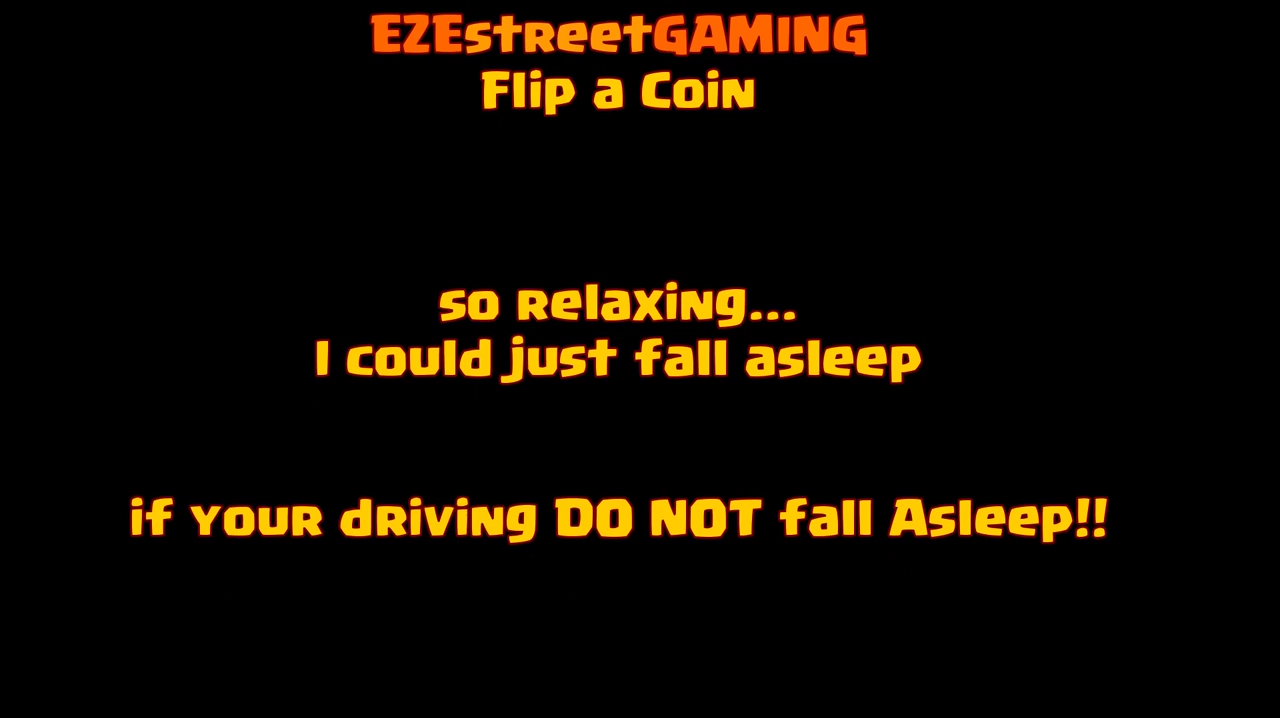 EZEstreetGAMING
Flip a Coin
so relaxing...
I could just fall asleep
if your driving DO NOT fall Asleep!!